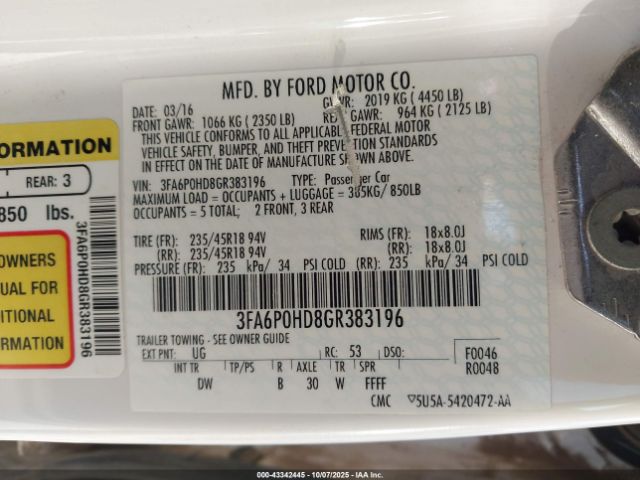 MFD. BY FORD MOTOR CO.
DATE: 03/16 GVWR: 2019 KG ( 4450 LB)
FRONT GAWR: 1066 KG ( 2350 LB) REAR GAWR: 964 KG ( 2125 LB)
THIS VEHICLE CONFORMS TO ALL APPLICABLE FEDERAL MOTOR
VEHICLE SAFETY, BUMPER, AND THEFT PREVENTION STANDARDS
IN EFFECT ON THE DATE OF MANUFACTURE SHOWN ABOVE.
VIN: 3FA6P0HD8GR383196 TYPE: Passenger Car
MAXIMUM LOAD = OCCUPANTS + LUGGAGE = 385KG/ 850LB
OCCUPANTS = 5 TOTAL; 2 FRONT, 3 REAR
TIRE (FR): 235/45R18 94V RIMS (FR): 18x8.0J
(RR): 235/45R18 94V (RR): 18x8.0J
PRESSURE (FR): 235 kPa/ 34 PSI COLD (RR): 235 kPa/ 34 PSI COLD
3FA6P0HD8GR383196
TRAILER TOWING - SEE OWNER GUIDE
EXT PNT: UG RC: 53 DSO: F0046
R0048
INT TR TP/PS R AXLE TR SPR
DW B 30 W FFFF
CMC 5U5A-5420472-AA
FORMATION
REAR: 3
850 lbs.
OWNERS
UAL FOR
DITIONAL
ORMATION
3FA6P0HD8GR383196
© - 43342445 - 10/07/2025 - IAA Inc.